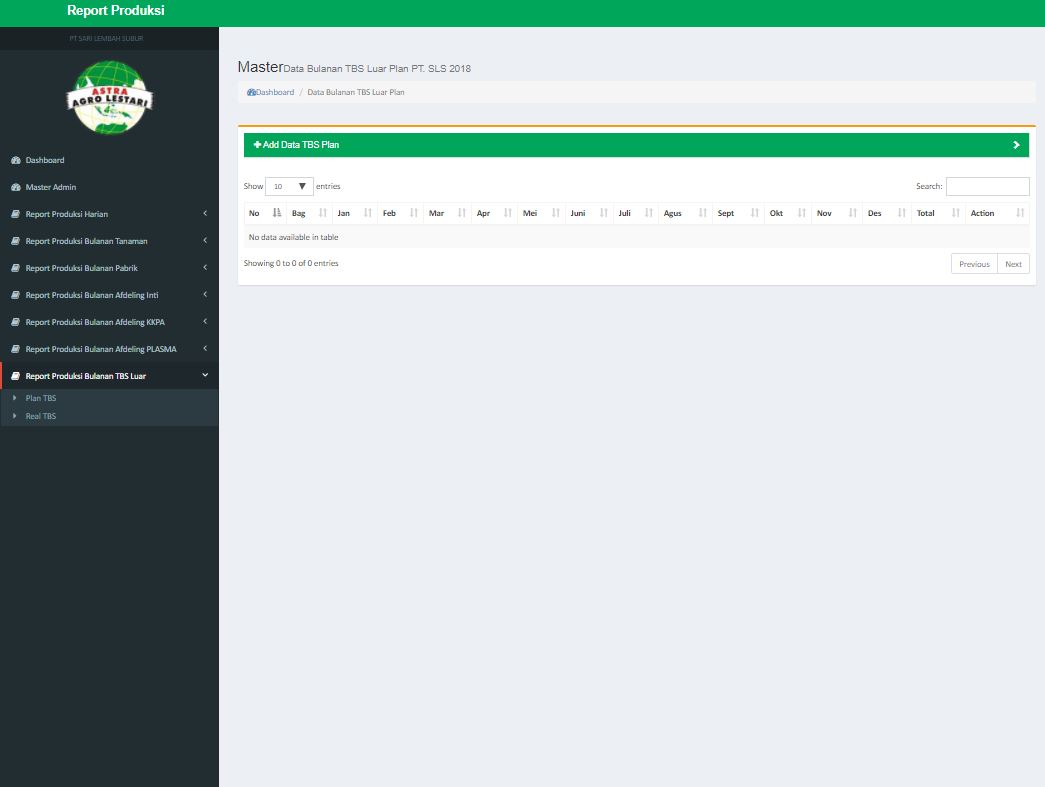 Report Produksi
PT SARI LEMBAH SUBUR
ASTRA
AGRO LESTARI
Dashboard
Master Admin
Report Produksi Harian
Report Produksi Bulanan Tanaman
Report Produksi Bulanan Pabrik
Report Produksi Bulanan Afdeling Inti
Report Produksi Bulanan Afdeling KKPA
Report Produksi Bulanan Afdeling PLASMA
Report Produksi Bulanan TBS Luar
Plan TBS
Real TBS
MasterData Bulanan TBS Luar Plan PT. SLS 2018
Dashboard / Data Bulanan TBS Luar Plan
Add Data TBS Plan
Show 10 entries Search:
No Bag Jan Feb Mar Apr Mei Juni Juli Agus Sept Okt Nov Des Total Action
No data available in table
Showing 0 to 0 of 0 entries Previous Next